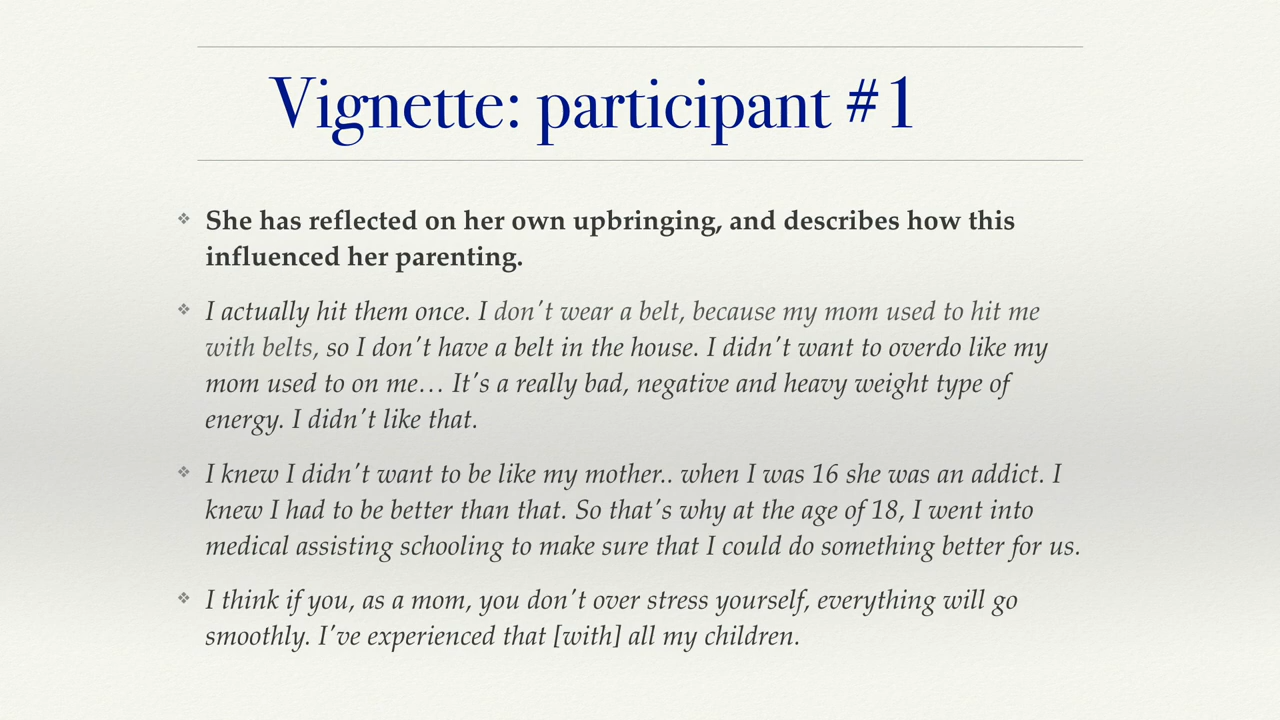 Vignette: participant #1
❖ She has reflected on her own upbringing, and describes how this
influenced her parenting.
❖ I actually hit them once. I don't wear a belt, because my mom used to hit me
with belts, so I don't have a belt in the house. I didn't want to overdo like my
mom used to on me… It's a really bad, negative and heavy weight type of
energy. I didn't like that.
❖ I knew I didn't want to be like my mother.. when I was 16 she was an addict. I
knew I had to be better than that. So that's why at the age of 18, I went into
medical assisting schooling to make sure that I could do something better for us.
❖ I think if you, as a mom, you don't over stress yourself, everything will go
smoothly. I've experienced that [with] all my children.